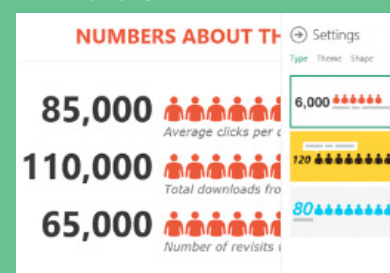 NUMBERS ABOUT TH
85,000
Average clicks per
110,000
Total downloads fro
65,000
Number of revisits
Settings
Type Theme Shape
6,000
120
80